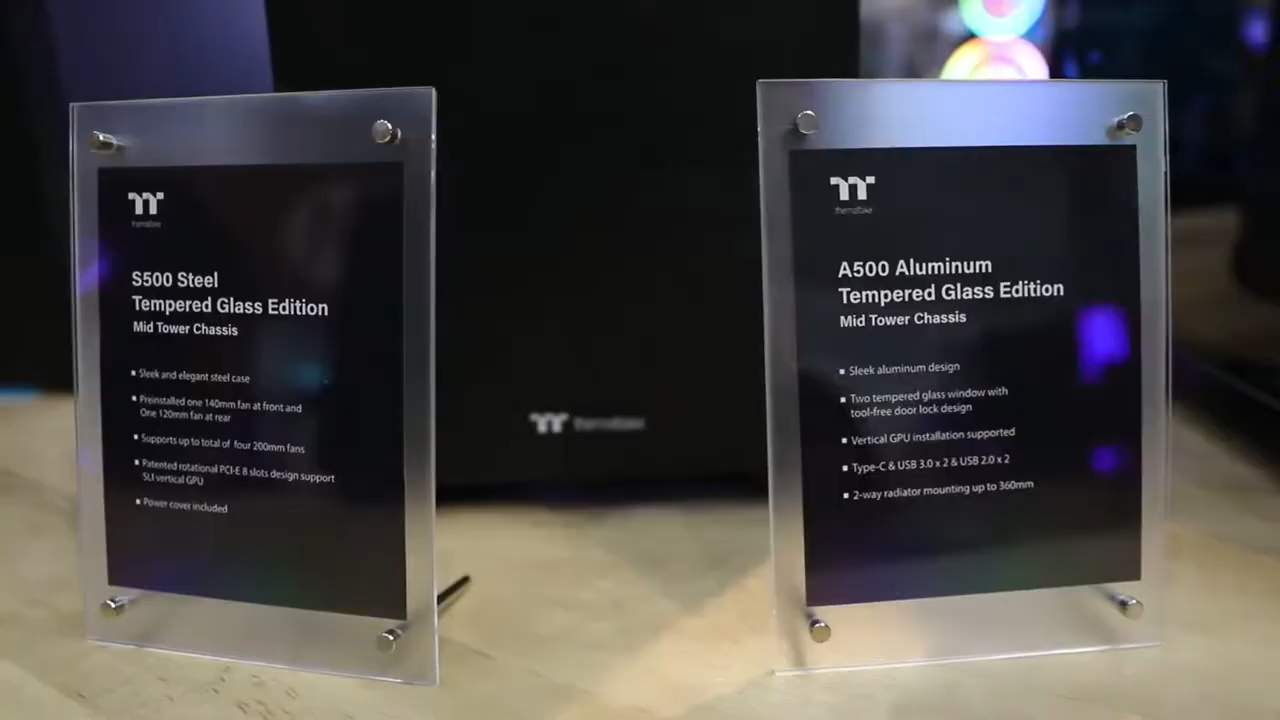 thermaltake
S500 Steel
Tempered Glass Edition
Mid Tower Chassis
▪ Sleek and elegant steel case
▪ Preinstalled one 140mm fan at front and
One 120mm fan at rear
▪ Supports up to total of four 200mm fans
▪ Patented rotational PCI-E 8 slots design support
SLI vertical GPU
▪ Power cover included
thermaltake
thermaltake
A500 Aluminum
Tempered Glass Edition
Mid Tower Chassis
▪ Sleek aluminum design
▪ Two tempered glass window with
tool-free door lock design
▪ Vertical GPU installation supported
▪ Type-C & USB 3.0 x 2 & USB 2.0 x 2
▪ 2-way radiator mounting up to 360mm